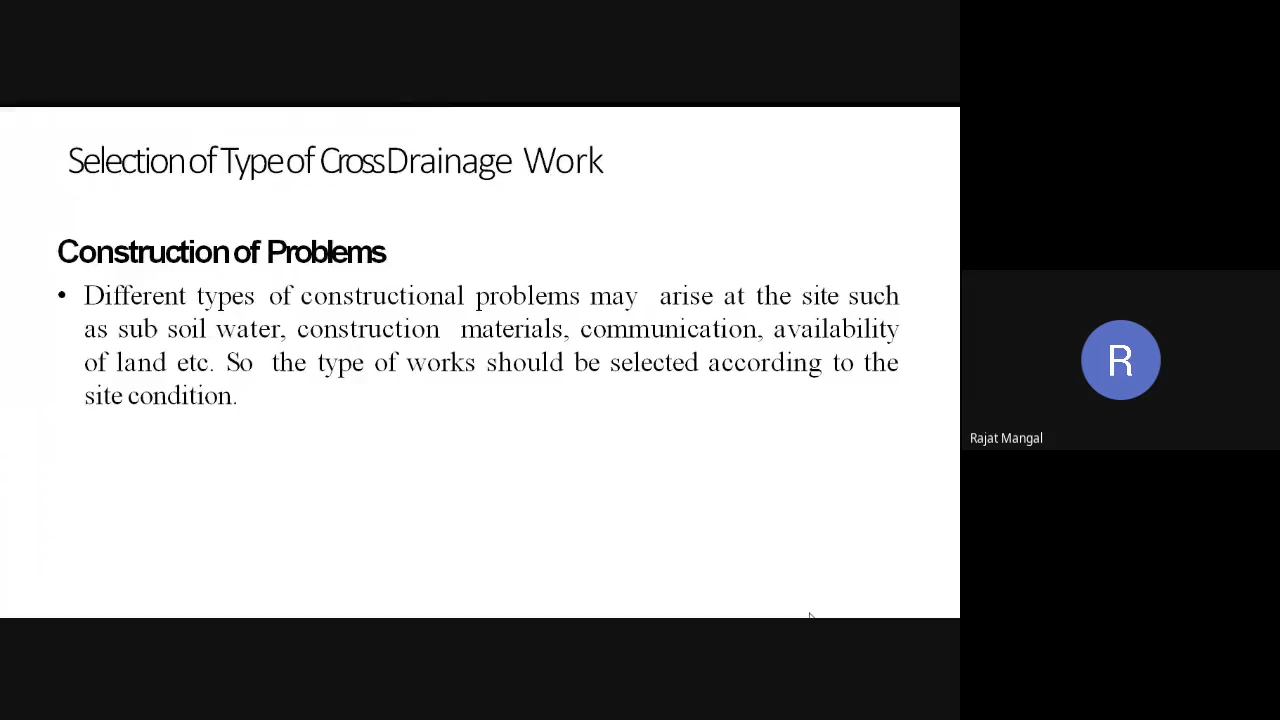 Selection of Type of Cross Drainage Work
Construction of Problems
• Different types of constructional problems may arise at the site such
as sub soil water, construction materials, communication, availability
of land etc. So the type of works should be selected according to the
site condition.
R
Rajat Mangal